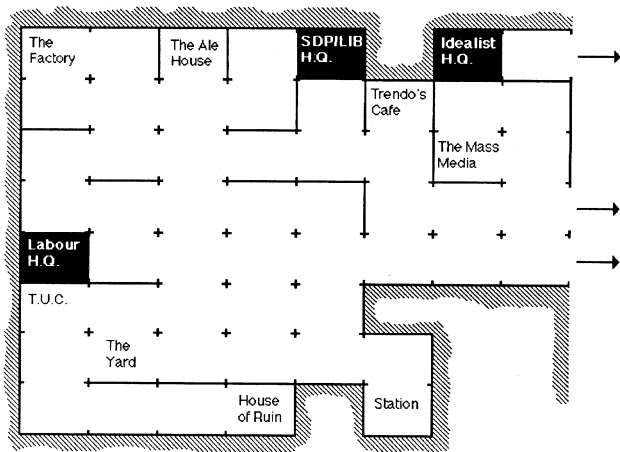 The
Factory
The Ale
House
SDP/LIB
H.Q.
Idealist
H.Q.
Trendo's
Cafe
The Mass
Media
Labour
H.Q.
T.U.C.
The
Yard
House
of Ruin
Station